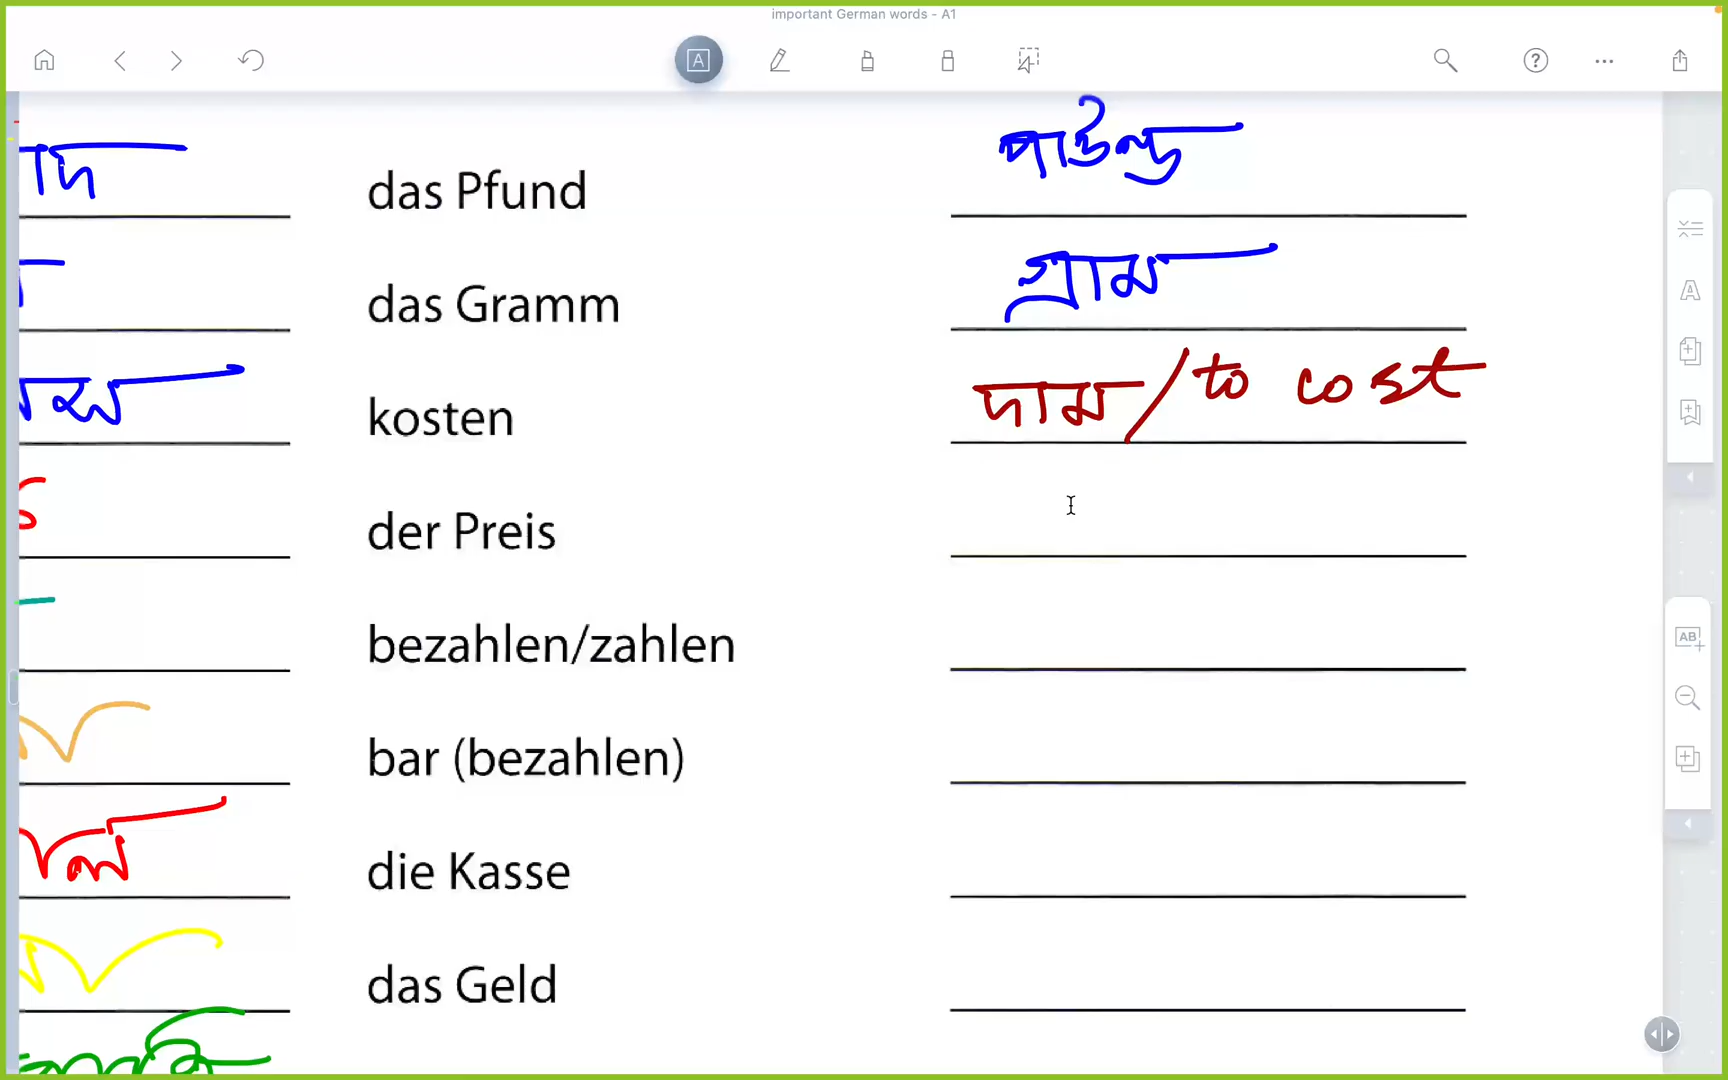 important German words - A1
das Pfund পাউন্ড
das Gramm গ্রাম
kosten দাম/to cost
der Preis
bezahlen/zahlen
bar (bezahlen)
die Kasse
das Geld